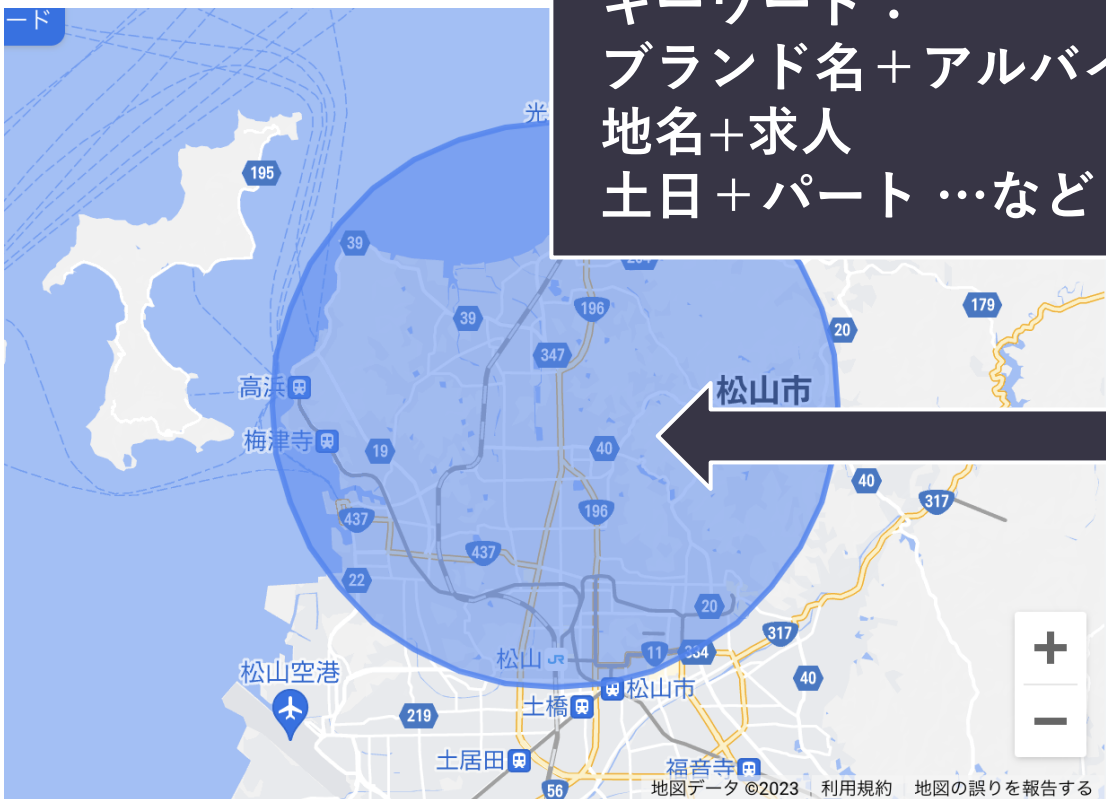 ード
キーワード：
ブランド名＋アルバイ
地名＋求人
土日＋パート …など
光
195
39
39
196
179
20
347
高浜
松山市
梅津寺
19
40
40
317
437
196
437
22
20
317
11
松山
松山空港
40
松山市
土橋
219
土居田
福音寺
56
地図データ ©2023 利用規約 地図の誤りを報告する